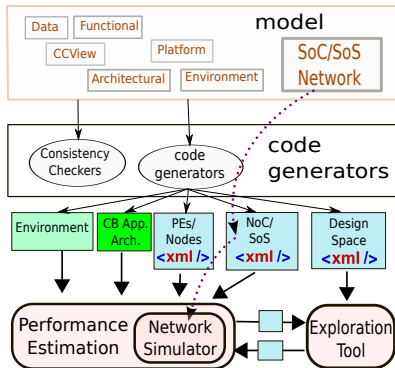 model
Data
Functional
CCView
Platform
Architectural
Environment
SoC/SoS
Network
Consistency
Checkers
code
generators
code
generators
Environment
CB App.
Arch.
PEs/
Nodes
<xml />
NoC/
SoS
<xml />
Design
Space
<xml />
Performance
Estimation
Network
Simulator
Exploration
Tool